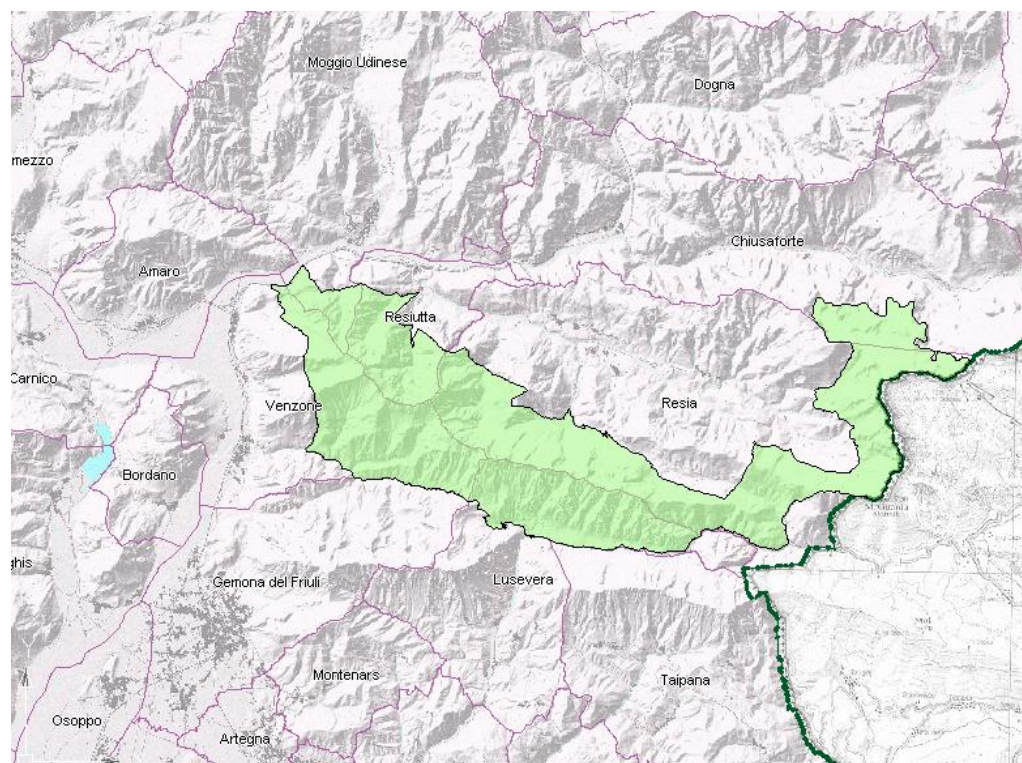 Moggio Udinese
Dogna
mezzo
Chiusaforte
Amaro
Resiutta
Carnico
Venzone
Resia
Bordano
ghis
Gemona del Friuli
Lusevera
Montenars
Taipana
Osoppo
Artegna